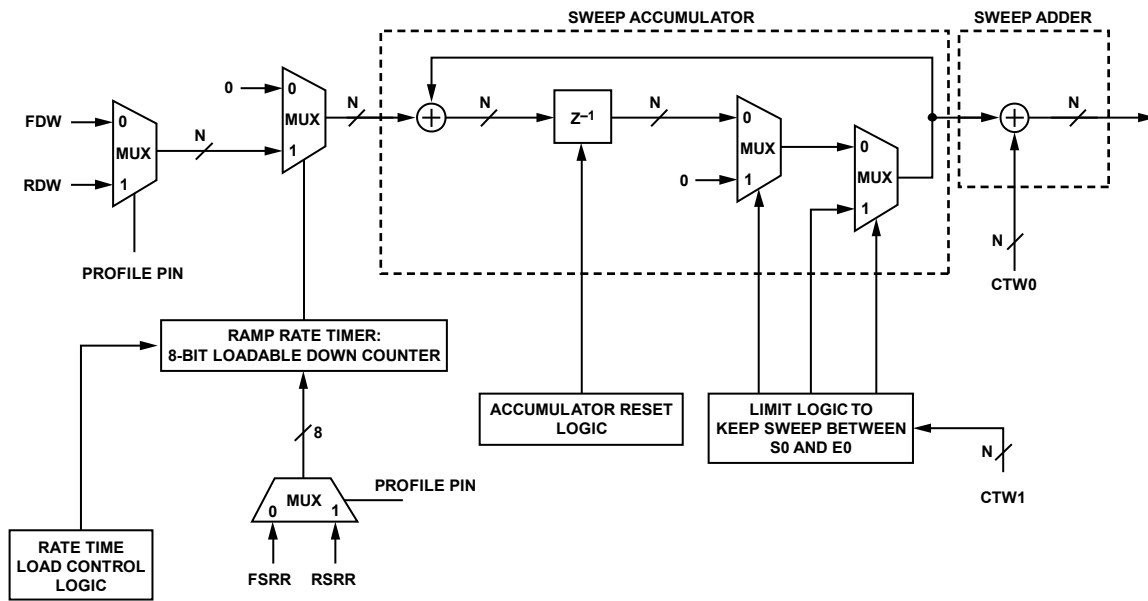 SWEEP ACCUMULATOR
SWEEP ADDER
FDW
RDW
0
1
MUX
N
PROFILE PIN
0
0
MUX
1
N
N
Z–1
N
0
MUX
0
1
0
MUX
1
N
N
CTW0
RAMP RATE TIMER:
8-BIT LOADABLE DOWN COUNTER
ACCUMULATOR RESET
LOGIC
LIMIT LOGIC TO
KEEP SWEEP BETWEEN
S0 AND E0
N
CTW1
8
MUX
0
1
PROFILE PIN
FSRR
RSRR
RATE TIME
LOAD CONTROL
LOGIC